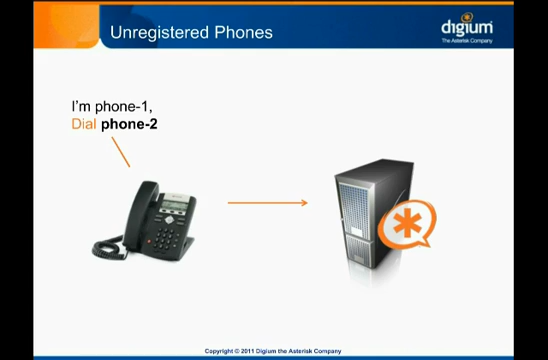 Unregistered Phones
digium
The Asterisk Company
I'm phone-1,
Dial phone-2
Copyright © 2011 Digium the Asterisk Company